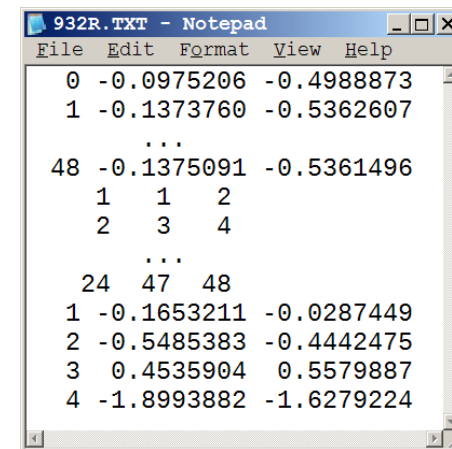 932R.TXT - Notepad
File Edit Format View Help
0 -0.0975206 -0.4988873
1 -0.1373760 -0.5362607
...
48 -0.1375091 -0.5361496
1 1 2
2 3 4
...
24 47 48
1 -0.1653211 -0.0287449
2 -0.5485383 -0.4442475
3 0.4535904 0.5579887
4 -1.8993882 -1.6279224